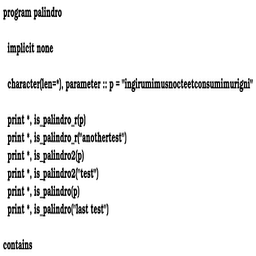 program palindro
implicit none
character(len=*), parameter :: p = "ingirumimusnocteetconsumimurigni"
print *, is_palindro_r(p)
print *, is_palindro_r("anothertest")
print *, is_palindro2(p)
print *, is_palindro2("test")
print *, is_palindro(p)
print *, is_palindro("last test")
contains